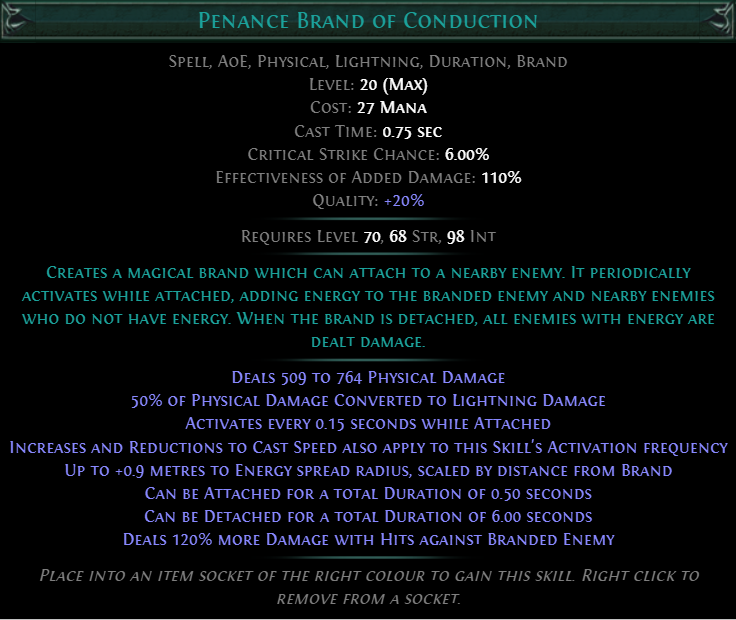 Penance Brand of Conduction
Spell, AoE, Physical, Lightning, Duration, Brand
Level: 20 (Max)
Cost: 27 Mana
Cast Time: 0.75 sec
Critical Strike Chance: 6.00%
Effectiveness of Added Damage: 110%
Quality: +20%
Requires Level 70, 68 Str, 98 Int
Creates a magical brand which can attach to a nearby enemy. It periodically
activates while attached, adding energy to the branded enemy and nearby enemies
who do not have energy. When the brand is detached, all enemies with energy are
dealt damage.
Deals 509 to 764 Physical Damage
50% of Physical Damage Converted to Lightning Damage
Activates every 0.15 seconds while Attached
Increases and Reductions to Cast Speed also apply to this Skill's Activation frequency
Up to +0.9 metres to Energy spread radius, scaled by distance from Brand
Can be Attached for a total Duration of 0.50 seconds
Can be Detached for a total Duration of 6.00 seconds
Deals 120% more Damage with Hits against Branded Enemy
Place into an item socket of the right colour to gain this skill. Right click to
remove from a socket.